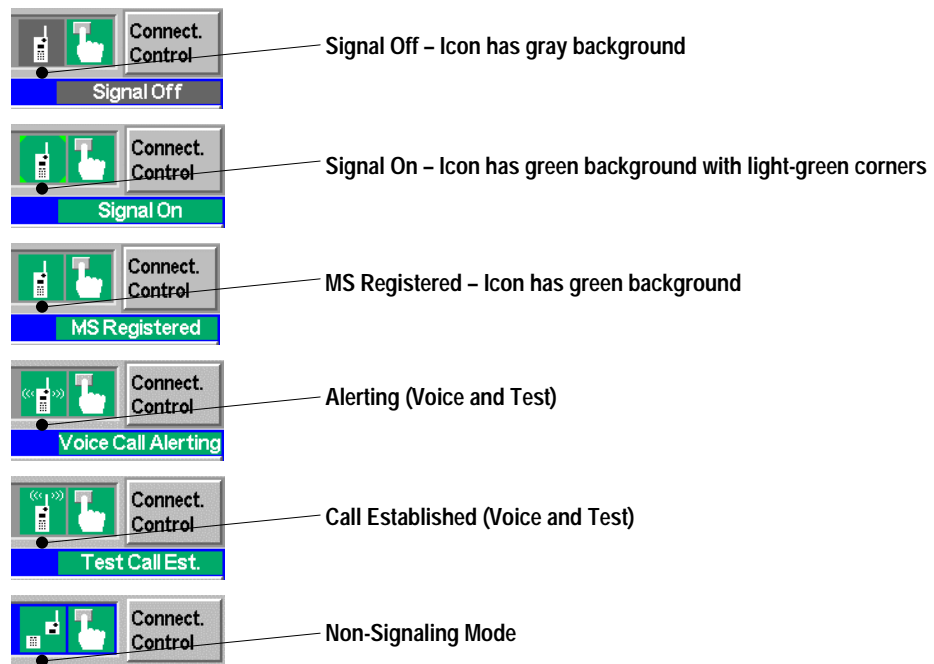 Connect.
Control
Signal Off – Icon has gray background
Signal Off
Connect.
Control
Signal On – Icon has green background with light-green corners
Signal On
Connect.
Control
MS Registered – Icon has green background
MS Registered
Connect.
Control
Alerting (Voice and Test)
Voice Call Alerting
Connect.
Control
Call Established (Voice and Test)
Test Call Est.
Connect.
Control
Non-Signaling Mode